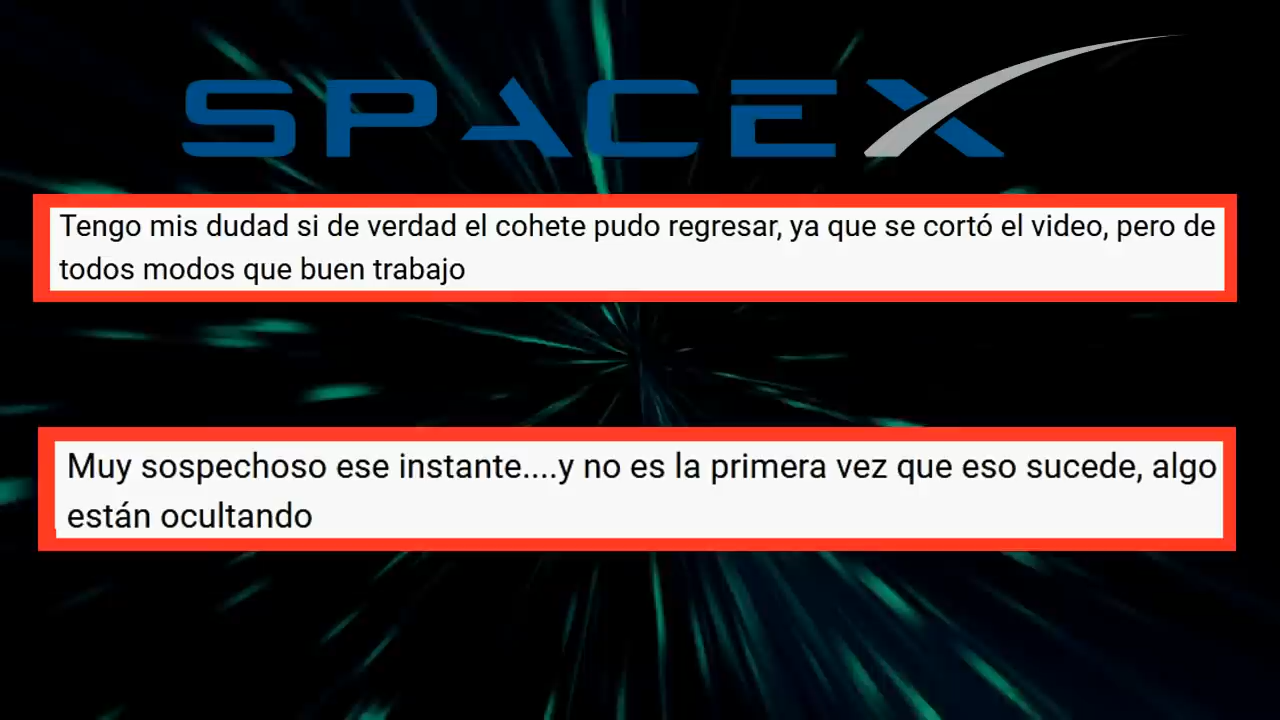 SPACEX
Tengo mis dudad si de verdad el cohete pudo regresar, ya que se cortó el video, pero de
todos modos que buen trabajo
Muy sospechoso ese instante....y no es la primera vez que eso sucede, algo
están ocultando